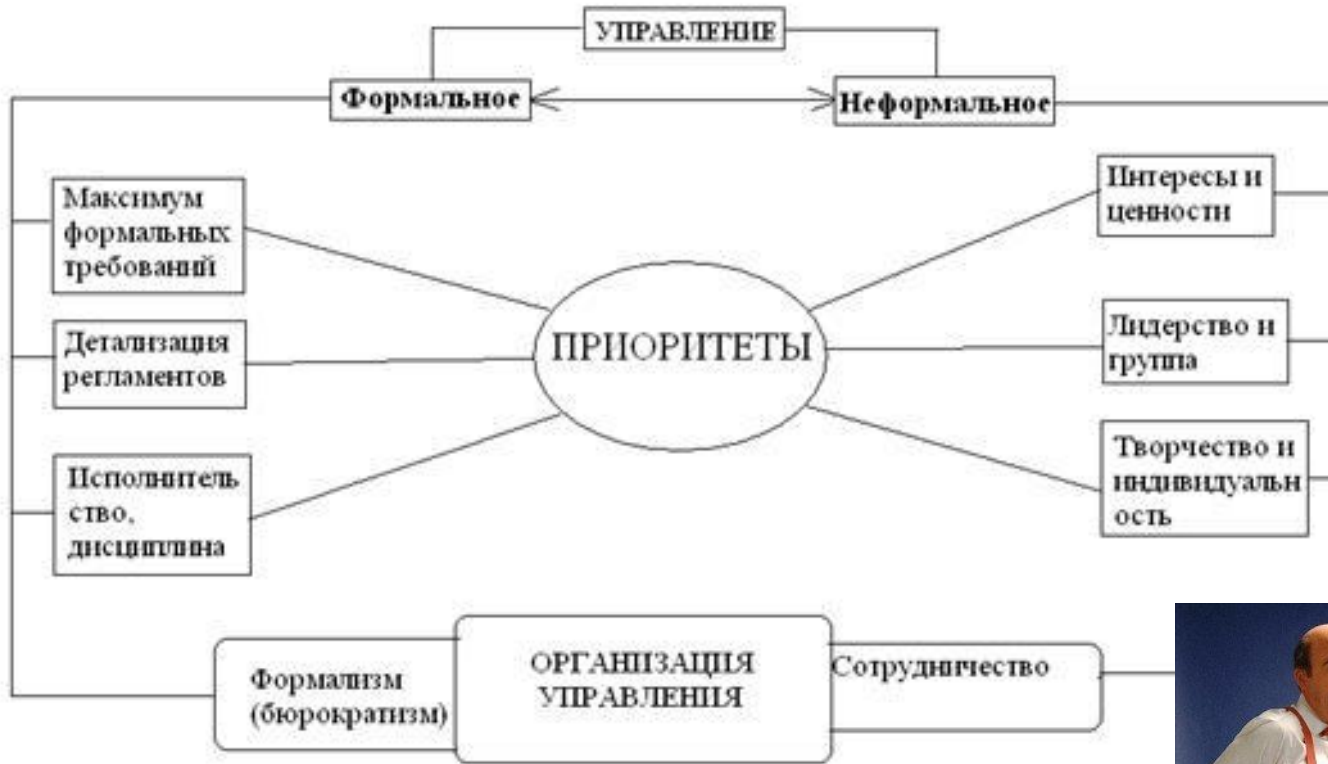 УПРАВЛЕНИЕ
Формальное
Неформальное
Максимум
формальных
требований
Детализация
регламентов
Исполнитель
ство,
дисциплина
ПРИОРИТЕТЫ
Интересы и
ценности
Лидерство и
группа
Творчество и
индивидуальн
ость
Формализм
(бюрократизм)
ОРГАНИЗАЦИЯ
УПРАВЛЕНИЯ
Сотрудничество